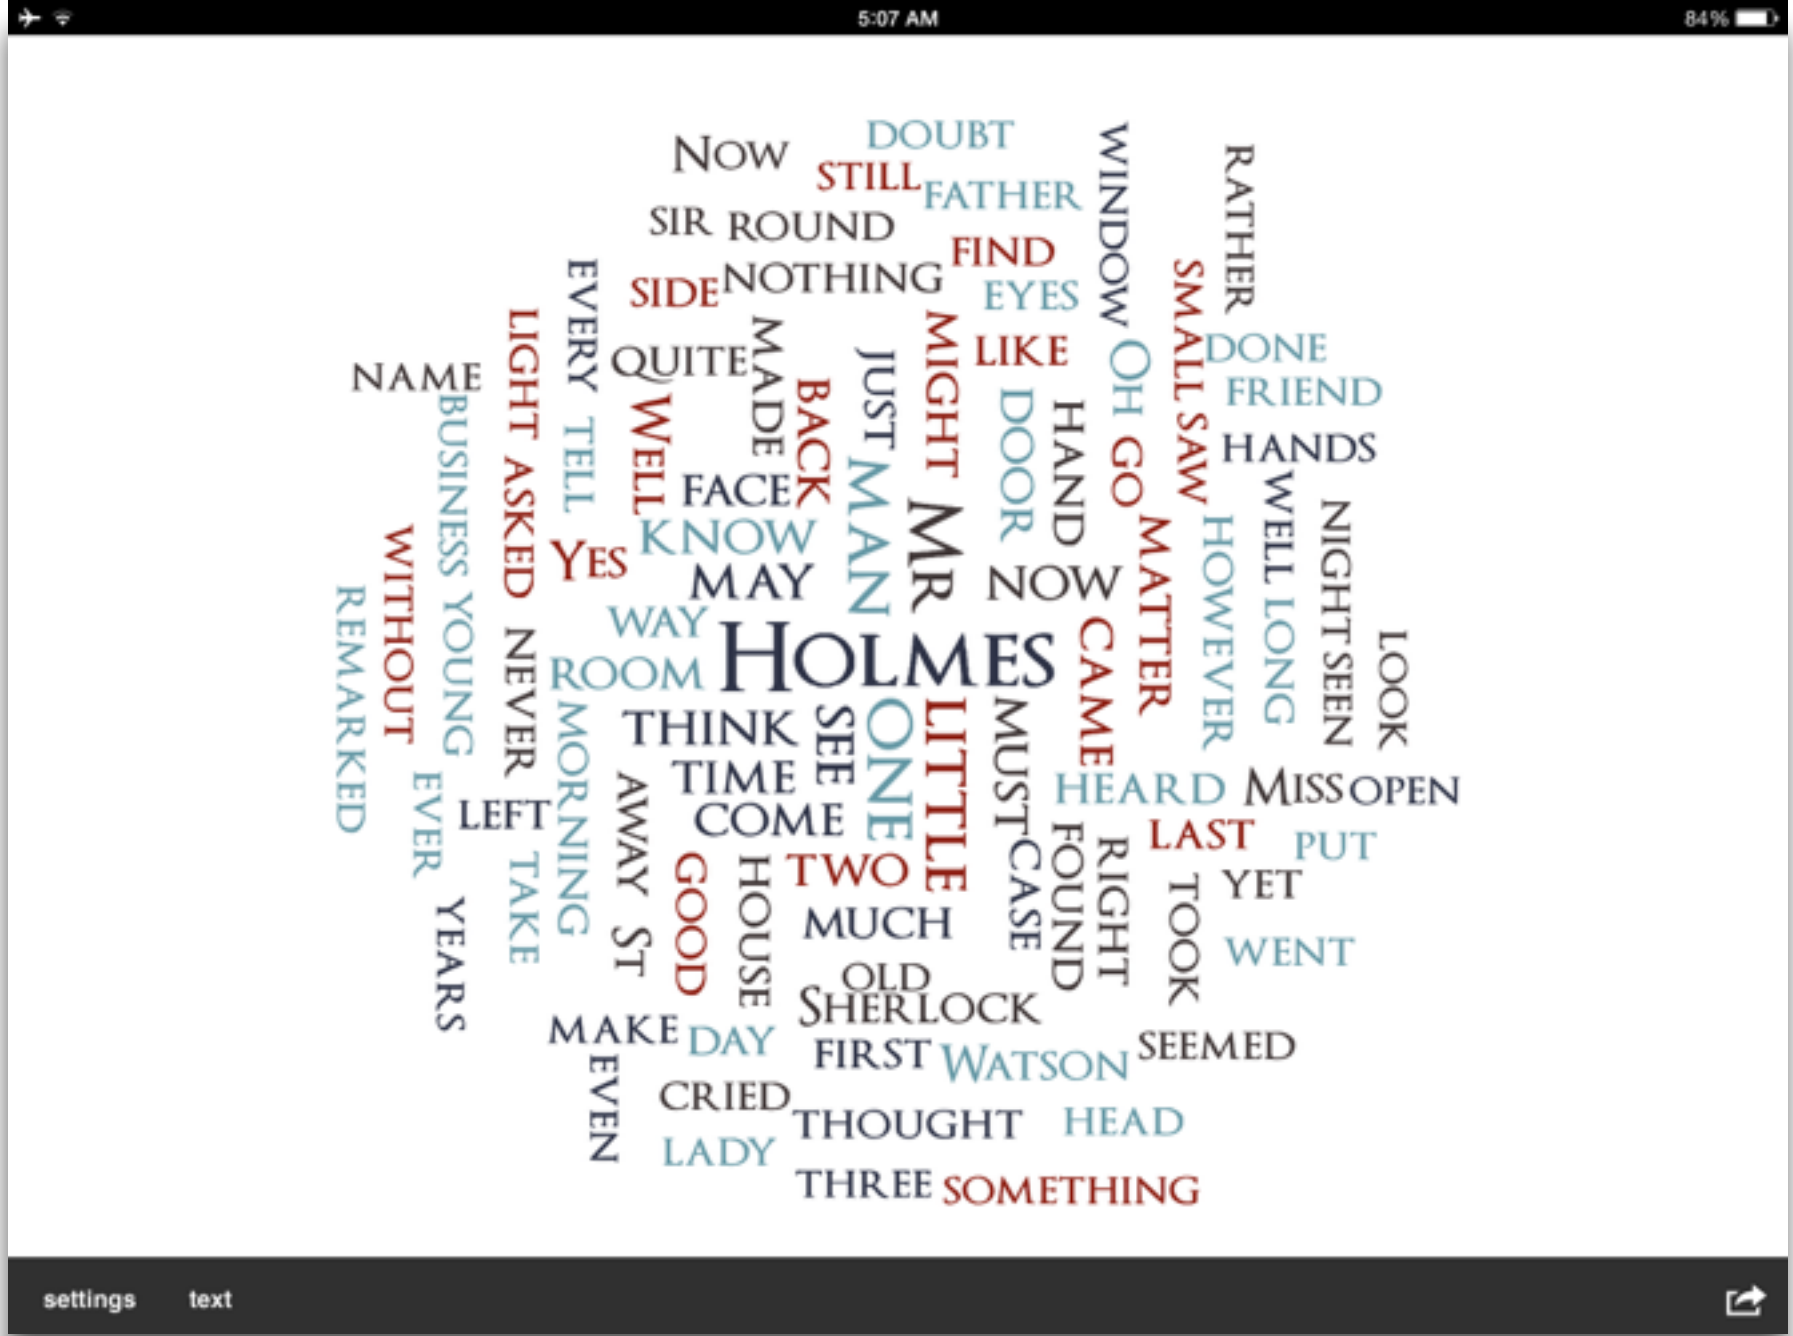 5:07 AM
84%
DOUBT
Now
STILL
FATHER
WINDOW
RATHER
SIR
ROUND
FIND
EVERY
SIDE
NOTHING
EYES
SMALL
LIGHT
MADE
MIGHT
LIKE
OH
DONE
NAME
QUITE
JUST
FRIEND
BUSINESS
TELL
WELL
BACK
DOOR
HAND
GO
SAW
HANDS
ASKED
FACE
MAN
MR
WELL
NIGHT
WITHOUT
YES
KNOW
MATTER
HOWEVER
MAY
NOW
REMARKED
YOUNG
WAY
CAME
LONG
NEVER
ROOM
HOLMES
SEEN
LOOK
MORNING
THINK
SEE
ONE
LITTLE
MUST
EVER
LEFT
AWAY
TIME
HEARD
MISS
OPEN
COME
LAST
PUT
TAKE
GOOD
HOUSE
TWO
CASE
FOUND
RIGHT
TOOK
YET
YEARS
ST
MUCH
WENT
OLD
SHERLOCK
MAKE
DAY
FIRST
WATSON
SEEMED
EVEN
CRIED
THOUGHT
HEAD
LADY
THREE
SOMETHING
settings
text